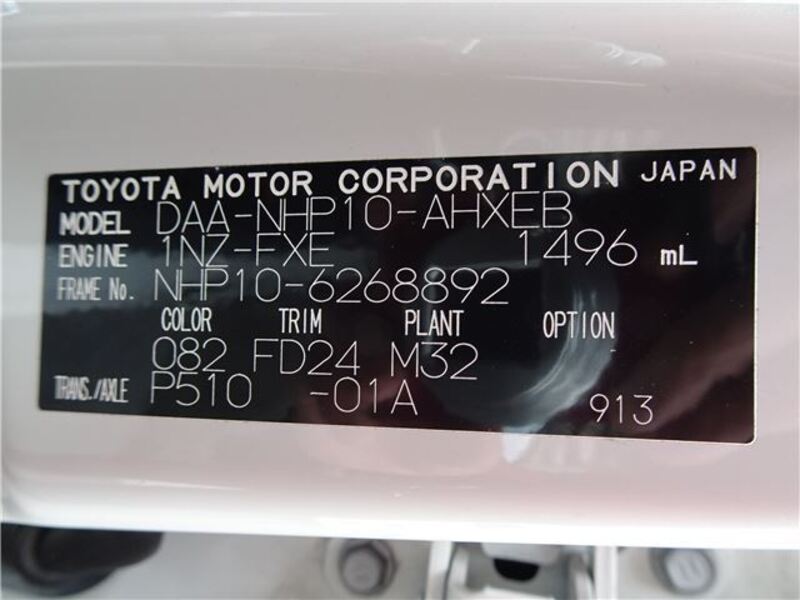 TOYOTA MOTOR CORPORATION JAPAN
MODEL DAA-NHP10-AHXEB
ENGINE 1NZ-FXE 1496 mL
FRAME No. NHP10-6268892
COLOR TRIM PLANT OPTION
082 FD24 M32
TRANS./AXLE P510 -01A 913